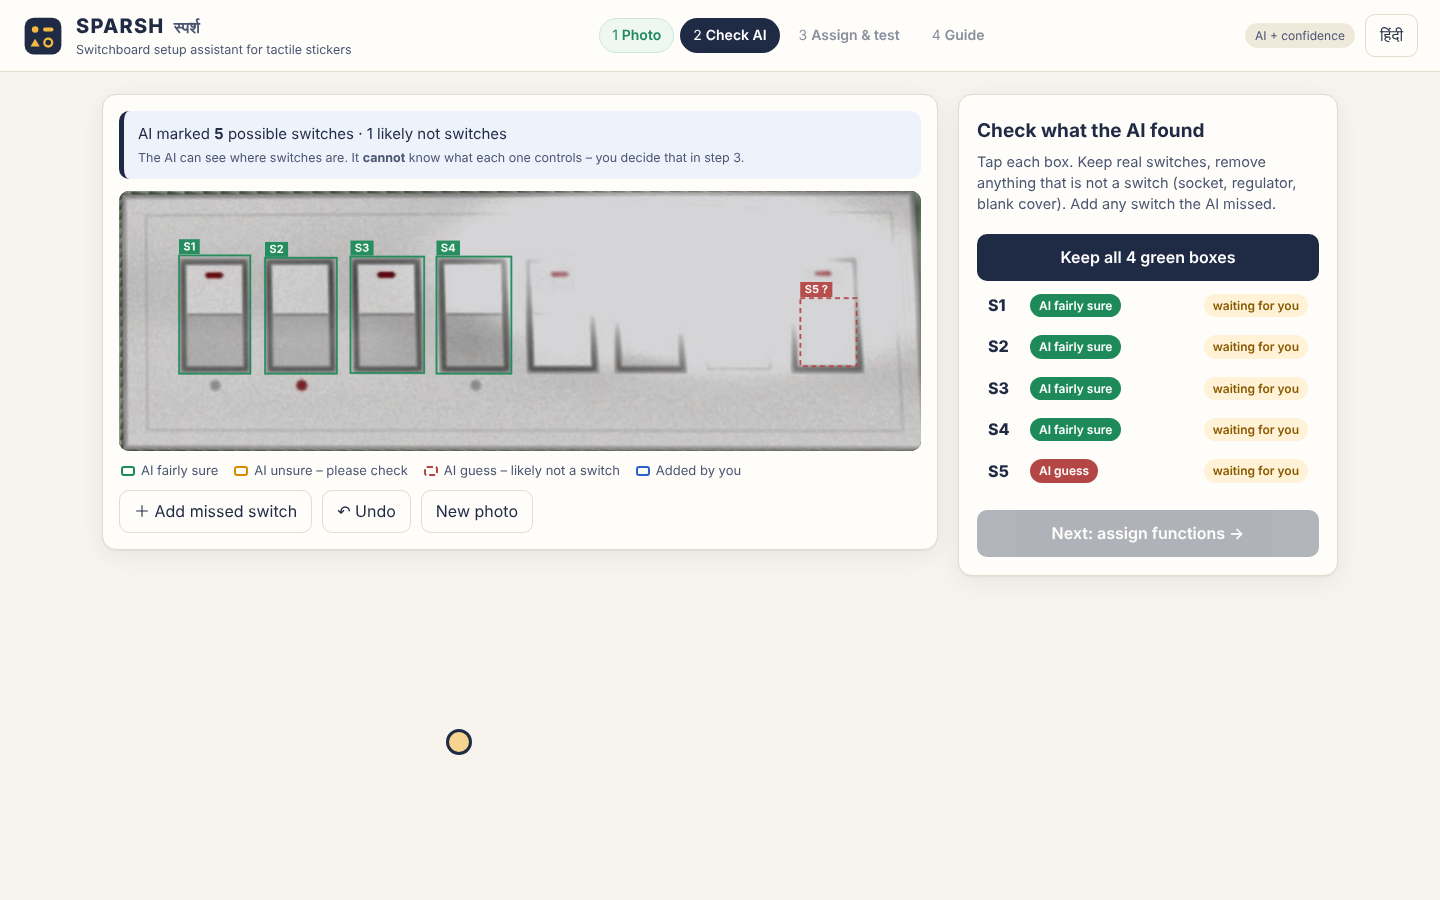 SPARSH स्पर्श
Switchboard setup assistant for tactile stickers
1 Photo
2 Check AI
3 Assign & test
4 Guide
AI + confidence
हिंदी
AI marked 5 possible switches · 1 likely not switches
The AI can see where switches are. It cannot know what each one controls – you decide that in step 3.
S1
S2
S3
S4
S5 ?
AI fairly sure
AI unsure – please check
AI guess – likely not a switch
Added by you
+ Add missed switch
↶ Undo
New photo
Check what the AI found
Tap each box. Keep real switches, remove
anything that is not a switch (socket, regulator,
blank cover). Add any switch the AI missed.
Keep all 4 green boxes
S1 AI fairly sure waiting for you
S2 AI fairly sure waiting for you
S3 AI fairly sure waiting for you
S4 AI fairly sure waiting for you
S5 AI guess waiting for you
Next: assign functions →